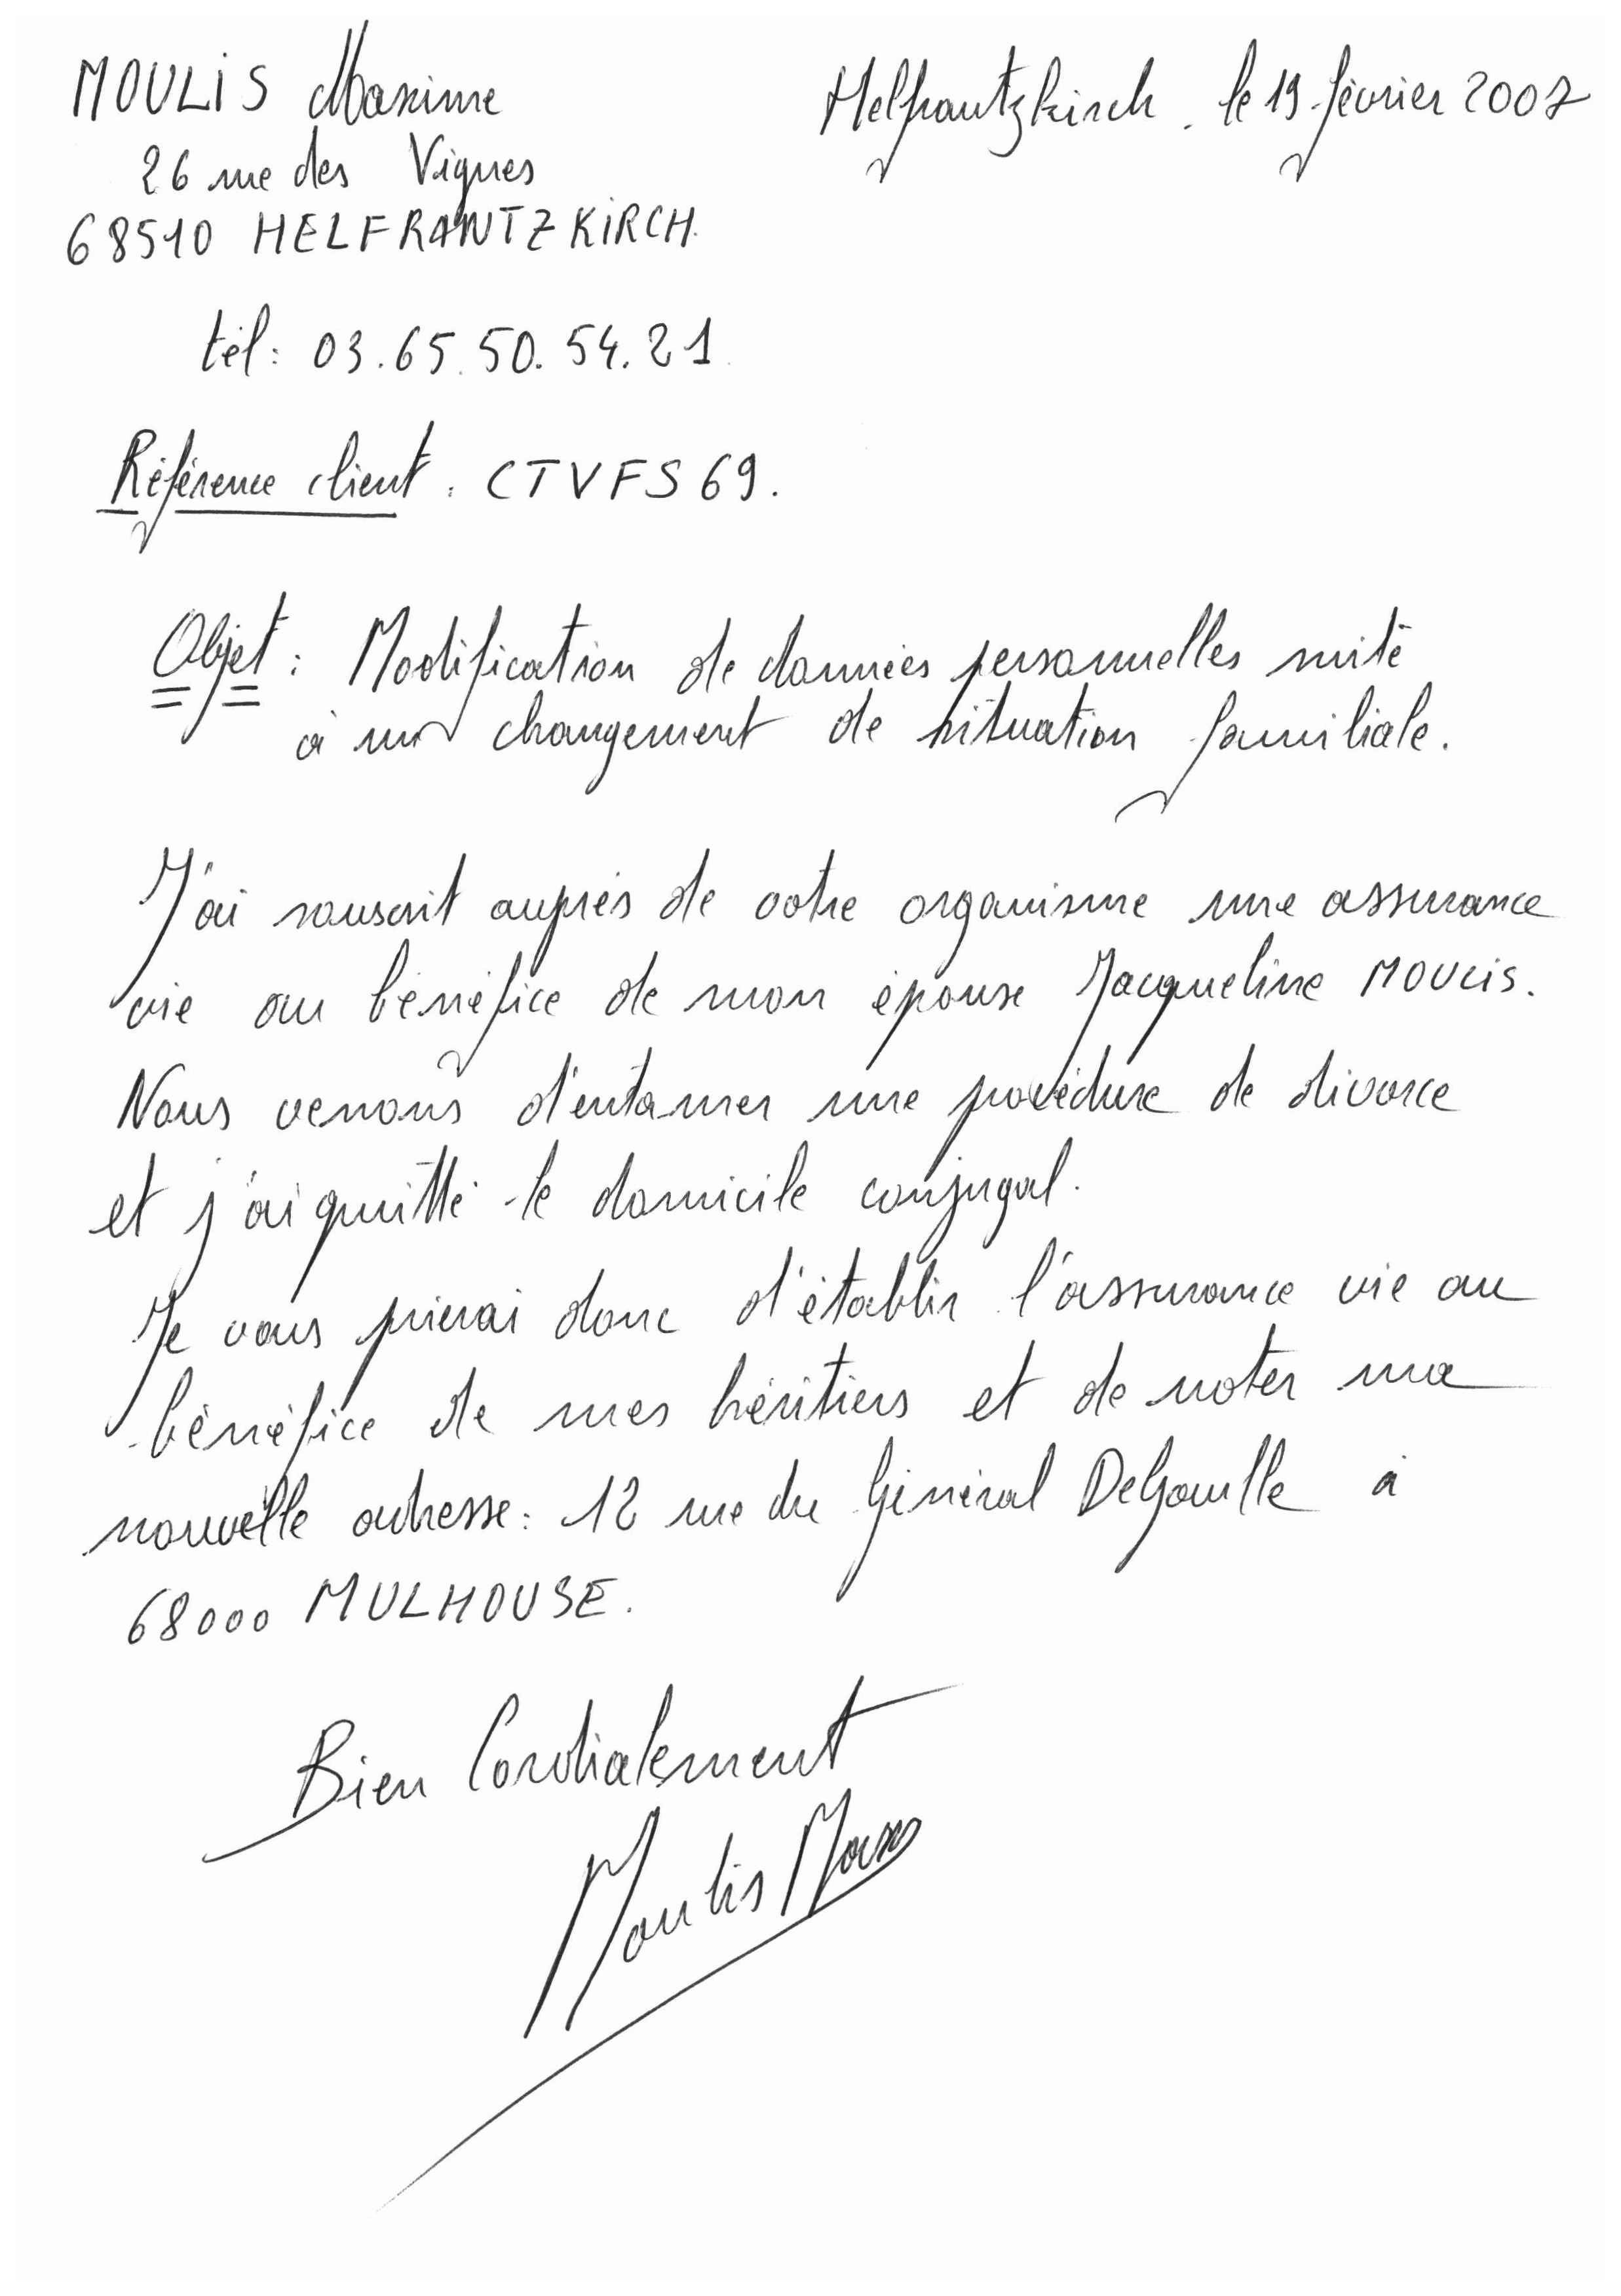 MOULIS Maxime
Helfrantzkirch, le 19 février 2007
26 rue des Vignes
68510 HELFRANTZKIRCH.
tél: 03.65.50.54.21.
Référence client : CTVFS69.
Objet : Modification de données personnelles suite
à un changement de situation familiale.
J'ai souscrit auprès de votre organisme une assurance
vie au bénéfice de mon épouse Jacqueline MOULIS.
Nous venons d'entamer une procédure de divorce
et j'ai quitté le domicile conjugal.
Je vous prierai donc d'établir l'assurance vie au
bénéfice de mes héritiers et de noter ma
nouvelle adresse: 12 rue du Général DeGaulle à
68000 MULHOUSE.
Bien Cordialement
Moulis Max